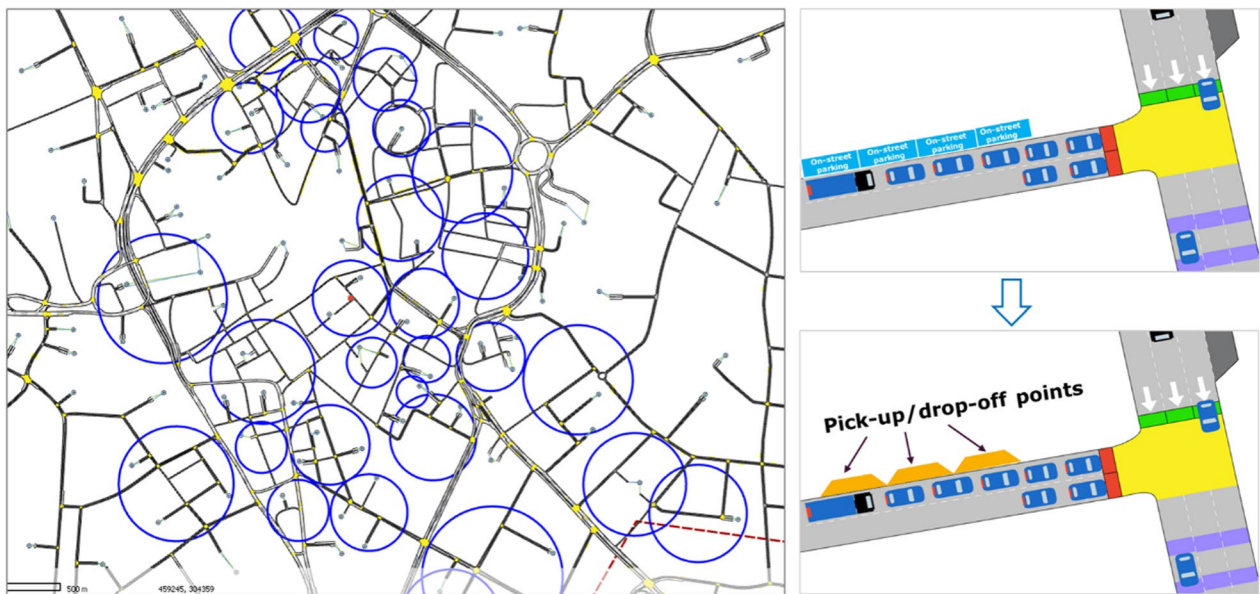 500 m
459245, 304359
On-street
parking
On-street
parking
On-street
parking
On-street
parking
Pick-up/drop-off points